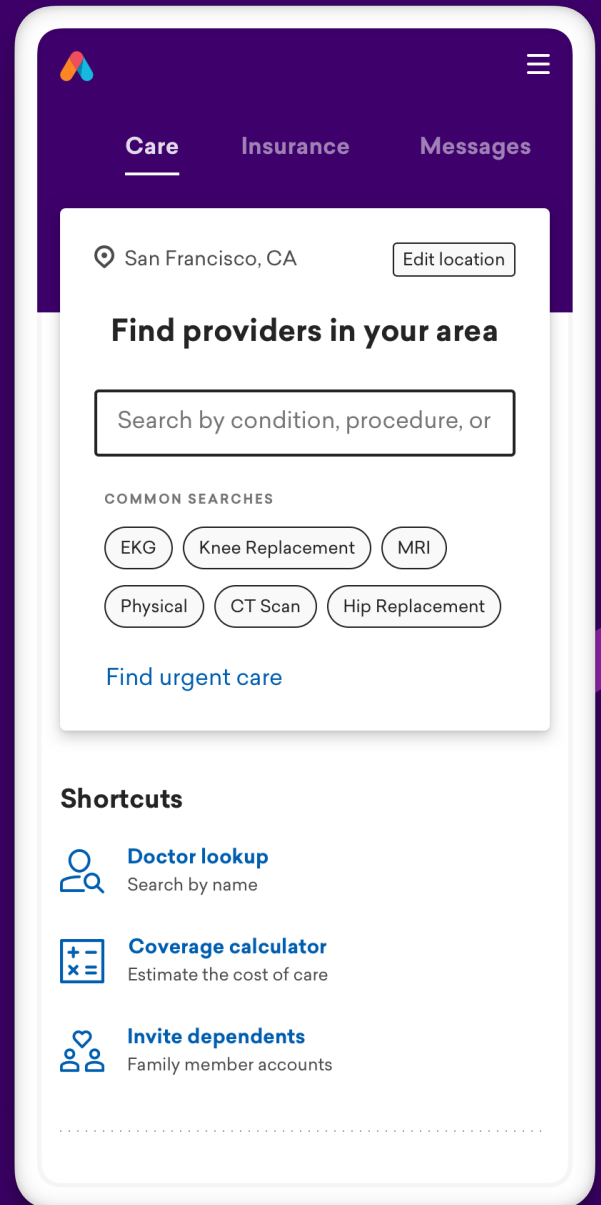 Care Insurance Messages
San Francisco, CA Edit location
Find providers in your area
Search by condition, procedure, or
COMMON SEARCHES
EKG Knee Replacement MRI
Physical CT Scan Hip Replacement
Find urgent care
Shortcuts
Doctor lookup
Search by name
Coverage calculator
Estimate the cost of care
Invite dependents
Family member accounts